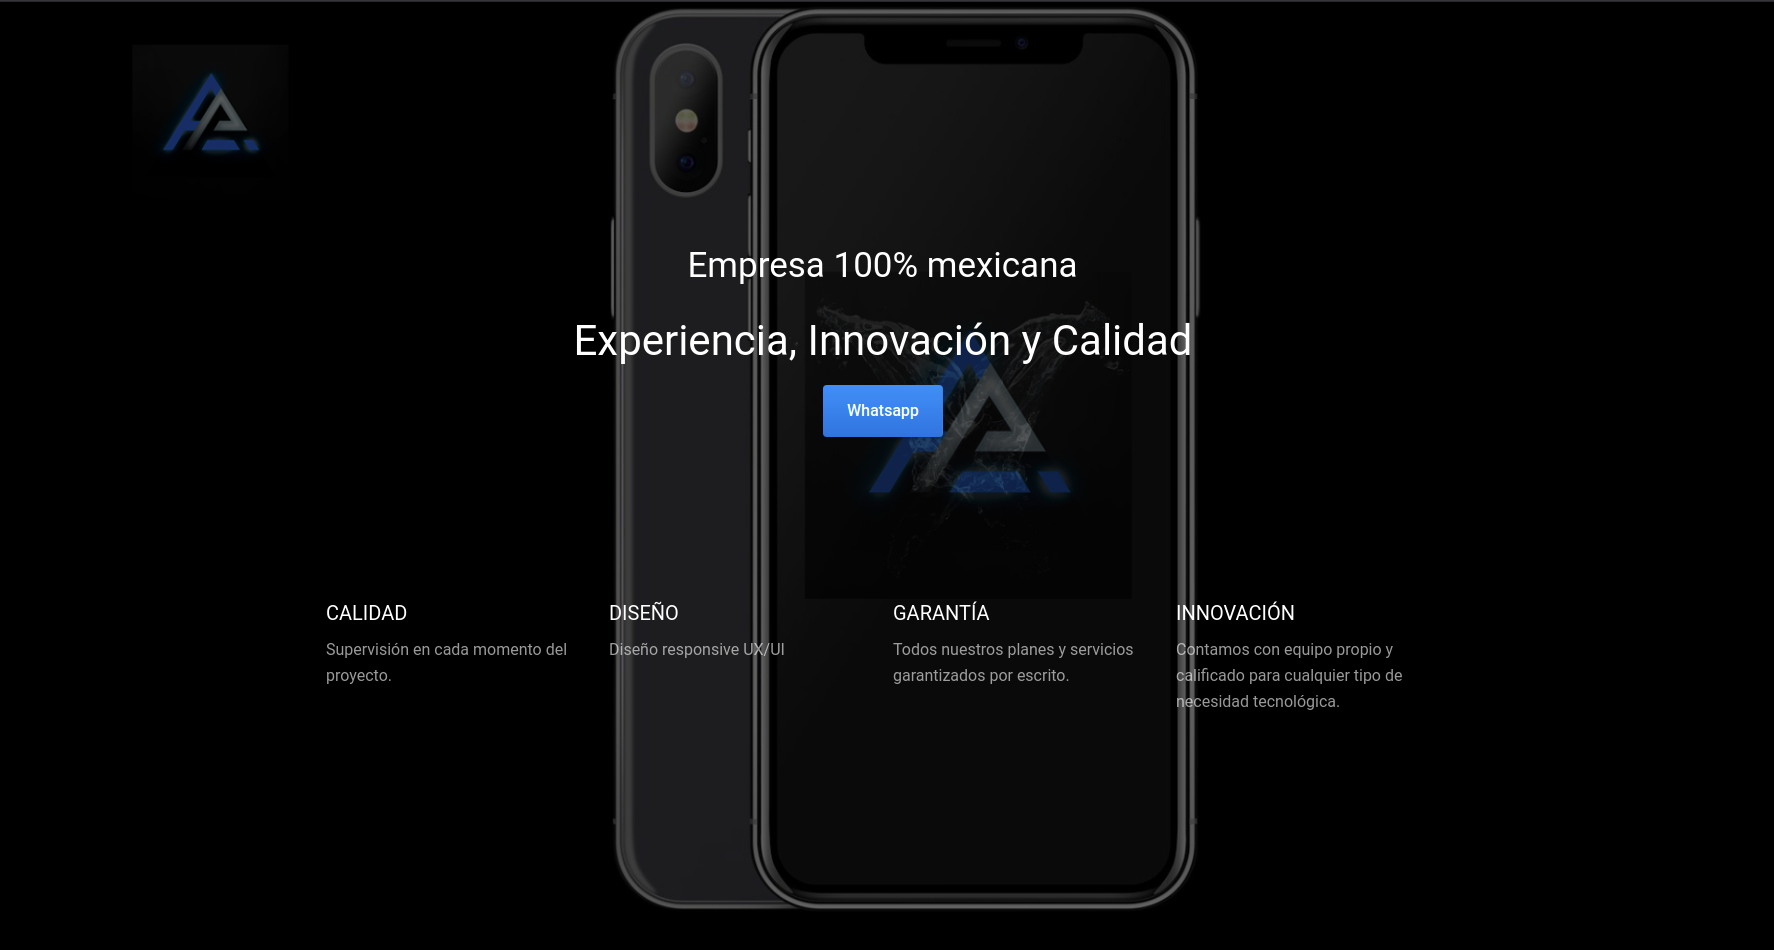 Empresa 100% mexicana
Experiencia, Innovación y Calidad
Whatsapp
CALIDAD
Supervisión en cada momento del
proyecto.
DISEÑO
Diseño responsive UX/UI
GARANTÍA
Todos nuestros planes y servicios
garantizados por escrito.
INNOVACIÓN
Contamos con equipo propio y
calificado para cualquier tipo de
necesidad tecnológica.